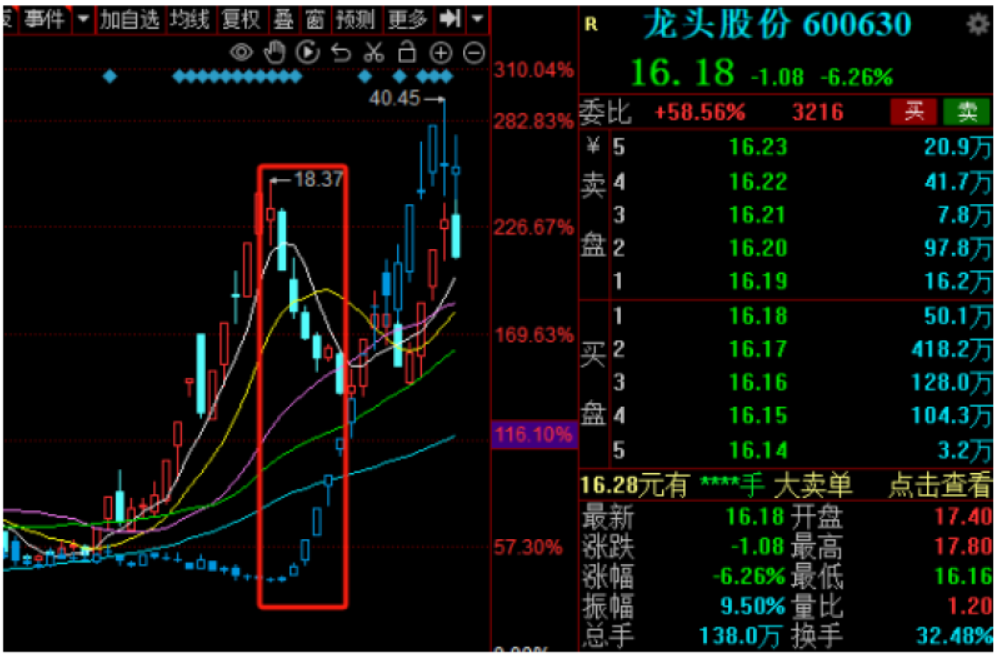 事件 加自选 均线 复权 叠 窗 预测 更多
310.04%
40.45
282.83%
18.37
226.67%
169.63%
116.10%
57.30%
R 龙头股份 600630
16.18 -1.08 -6.26%
委比 +58.56% 3216 买 卖
¥ 5 16.23 20.9万
卖 4 16.22 41.7万
3 16.21 7.8万
盘 2 16.20 97.8万
1 16.19 16.2万
1 16.18 50.1万
买 2 16.17 418.2万
3 16.16 128.0万
盘 4 16.15 104.3万
5 16.14 3.2万
16.28元有 ****手 大卖单 点击查看
最新 16.18 开盘 17.40
涨跌 -1.08 最高 17.80
涨幅 -6.26% 最低 16.16
振幅 9.50% 量比 1.20
总手 138.0万 换手 32.48%